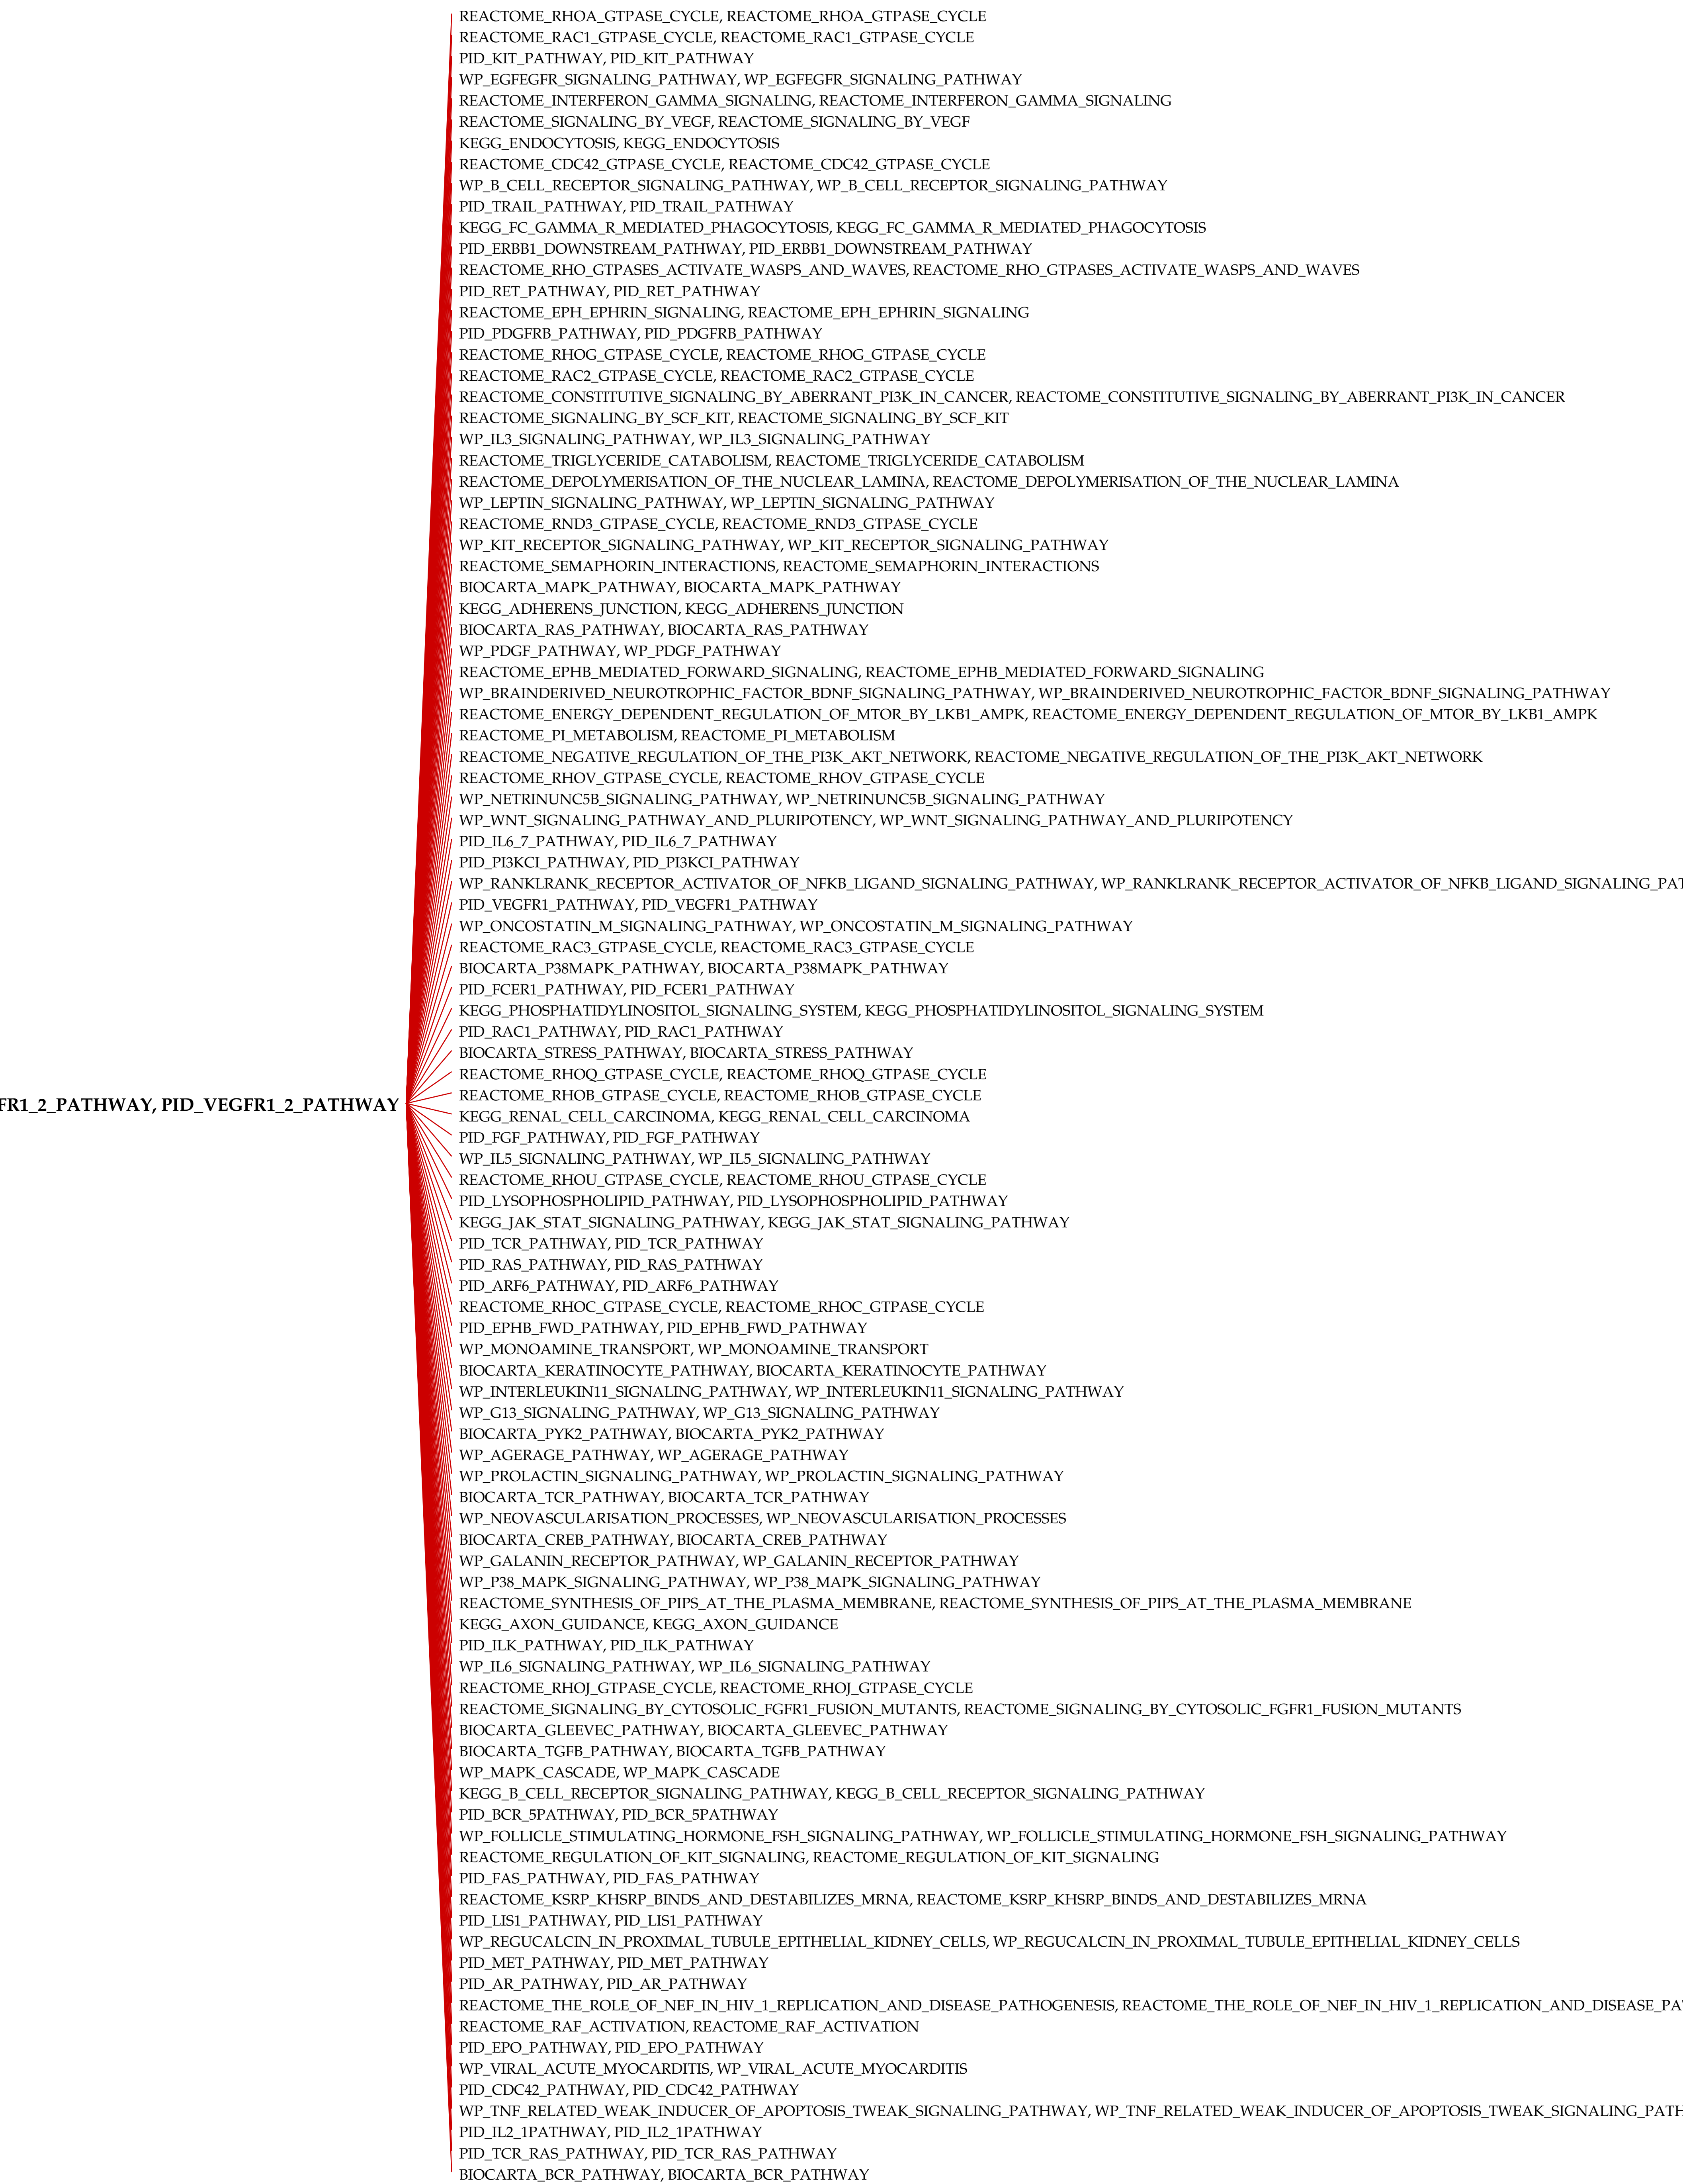 REACTOME_RHOA_GTPASE_CYCLE, REACTOME_RHOA_GTPASE_CYCLE
REACTOME_RAC1_GTPASE_CYCLE, REACTOME_RAC1_GTPASE_CYCLE
PID_KIT_PATHWAY, PID_KIT_PATHWAY
WP_EGFEGFR_SIGNALING_PATHWAY, WP_EGFEGFR_SIGNALING_PATHWAY
REACTOME_INTERFERON_GAMMA_SIGNALING, REACTOME_INTERFERON_GAMMA_SIGNALING
REACTOME_SIGNALING_BY_VEGF, REACTOME_SIGNALING_BY_VEGF
KEGG_ENDOCYTOSIS, KEGG_ENDOCYTOSIS
REACTOME_CDC42_GTPASE_CYCLE, REACTOME_CDC42_GTPASE_CYCLE
WP_B_CELL_RECEPTOR_SIGNALING_PATHWAY, WP_B_CELL_RECEPTOR_SIGNALING_PATHWAY
PID_TRAIL_PATHWAY, PID_TRAIL_PATHWAY
KEGG_FC_GAMMA_R_MEDIATED_PHAGOCYTOSIS, KEGG_FC_GAMMA_R_MEDIATED_PHAGOCYTOSIS
PID_ERBB1_DOWNSTREAM_PATHWAY, PID_ERBB1_DOWNSTREAM_PATHWAY
REACTOME_RHO_GTPASES_ACTIVATE_WASPS_AND_WAVES, REACTOME_RHO_GTPASES_ACTIVATE_WASPS_AND_WAVES
PID_RET_PATHWAY, PID_RET_PATHWAY
REACTOME_EPH_EPHRIN_SIGNALING, REACTOME_EPH_EPHRIN_SIGNALING
PID_PDGFRB_PATHWAY, PID_PDGFRB_PATHWAY
REACTOME_RHOG_GTPASE_CYCLE, REACTOME_RHOG_GTPASE_CYCLE
REACTOME_RAC2_GTPASE_CYCLE, REACTOME_RAC2_GTPASE_CYCLE
REACTOME_CONSTITUTIVE_SIGNALING_BY_ABERRANT_PI3K_IN_CANCER, REACTOME_CONSTITUTIVE_SIGNALING_BY_ABERRANT_PI3K_IN_CANCER
REACTOME_SIGNALING_BY_SCF_KIT, REACTOME_SIGNALING_BY_SCF_KIT
WP_IL3_SIGNALING_PATHWAY, WP_IL3_SIGNALING_PATHWAY
REACTOME_TRIGLYCERIDE_CATABOLISM, REACTOME_TRIGLYCERIDE_CATABOLISM
REACTOME_DEPOLYMERISATION_OF_THE_NUCLEAR_LAMINA, REACTOME_DEPOLYMERISATION_OF_THE_NUCLEAR_LAMINA
WP_LEPTIN_SIGNALING_PATHWAY, WP_LEPTIN_SIGNALING_PATHWAY
REACTOME_RND3_GTPASE_CYCLE, REACTOME_RND3_GTPASE_CYCLE
WP_KIT_RECEPTOR_SIGNALING_PATHWAY, WP_KIT_RECEPTOR_SIGNALING_PATHWAY
REACTOME_SEMAPHORIN_INTERACTIONS, REACTOME_SEMAPHORIN_INTERACTIONS
BIOCARTA_MAPK_PATHWAY, BIOCARTA_MAPK_PATHWAY
KEGG_ADHERENS_JUNCTION, KEGG_ADHERENS_JUNCTION
BIOCARTA_RAS_PATHWAY, BIOCARTA_RAS_PATHWAY
WP_PDGF_PATHWAY, WP_PDGF_PATHWAY
REACTOME_EPHB_MEDIATED_FORWARD_SIGNALING, REACTOME_EPHB_MEDIATED_FORWARD_SIGNALING
WP_BRAINDERIVED_NEUROTROPHIC_FACTOR_BDNF_SIGNALING_PATHWAY, WP_BRAINDERIVED_NEUROTROPHIC_FACTOR_BDNF_SIGNALING_PATHWAY
REACTOME_ENERGY_DEPENDENT_REGULATION_OF_MTOR_BY_LKB1_AMPK, REACTOME_ENERGY_DEPENDENT_REGULATION_OF_MTOR_BY_LKB1_AMPK
REACTOME_PI_METABOLISM, REACTOME_PI_METABOLISM
REACTOME_NEGATIVE_REGULATION_OF_THE_PI3K_AKT_NETWORK, REACTOME_NEGATIVE_REGULATION_OF_THE_PI3K_AKT_NETWORK
REACTOME_RHOV_GTPASE_CYCLE, REACTOME_RHOV_GTPASE_CYCLE
WP_NETRINUNC5B_SIGNALING_PATHWAY, WP_NETRINUNC5B_SIGNALING_PATHWAY
WP_WNT_SIGNALING_PATHWAY_AND_PLURIPOTENCY, WP_WNT_SIGNALING_PATHWAY_AND_PLURIPOTENCY
PID_IL6_7_PATHWAY, PID_IL6_7_PATHWAY
PID_PI3KCI_PATHWAY, PID_PI3KCI_PATHWAY
WP_RANKLRANK_RECEPTOR_ACTIVATOR_OF_NFKB_LIGAND_SIGNALING_PATHWAY, WP_RANKLRANK_RECEPTOR_ACTIVATOR_OF_NFKB_LIGAND_SIGNALING_PAT
PID_VEGFR1_PATHWAY, PID_VEGFR1_PATHWAY
WP_ONCOSTATIN_M_SIGNALING_PATHWAY, WP_ONCOSTATIN_M_SIGNALING_PATHWAY
REACTOME_RAC3_GTPASE_CYCLE, REACTOME_RAC3_GTPASE_CYCLE
BIOCARTA_P38MAPK_PATHWAY, BIOCARTA_P38MAPK_PATHWAY
PID_FCER1_PATHWAY, PID_FCER1_PATHWAY
KEGG_PHOSPHATIDYLINOSITOL_SIGNALING_SYSTEM, KEGG_PHOSPHATIDYLINOSITOL_SIGNALING_SYSTEM
PID_RAC1_PATHWAY, PID_RAC1_PATHWAY
BIOCARTA_STRESS_PATHWAY, BIOCARTA_STRESS_PATHWAY
REACTOME_RHOQ_GTPASE_CYCLE, REACTOME_RHOQ_GTPASE_CYCLE
REACTOME_RHOB_GTPASE_CYCLE, REACTOME_RHOB_GTPASE_CYCLE
FR1_2_PATHWAY, PID_VEGFR1_2_PATHWAY
KEGG_RENAL_CELL_CARCINOMA, KEGG_RENAL_CELL_CARCINOMA
PID_FGF_PATHWAY, PID_FGF_PATHWAY
WP_IL5_SIGNALING_PATHWAY, WP_IL5_SIGNALING_PATHWAY
REACTOME_RHOU_GTPASE_CYCLE, REACTOME_RHOU_GTPASE_CYCLE
PID_LYSOPHOSPHOLIPID_PATHWAY, PID_LYSOPHOSPHOLIPID_PATHWAY
KEGG_JAK_STAT_SIGNALING_PATHWAY, KEGG_JAK_STAT_SIGNALING_PATHWAY
PID_TCR_PATHWAY, PID_TCR_PATHWAY
PID_RAS_PATHWAY, PID_RAS_PATHWAY
PID_ARF6_PATHWAY, PID_ARF6_PATHWAY
REACTOME_RHOC_GTPASE_CYCLE, REACTOME_RHOC_GTPASE_CYCLE
PID_EPHB_FWD_PATHWAY, PID_EPHB_FWD_PATHWAY
WP_MONOAMINE_TRANSPORT, WP_MONOAMINE_TRANSPORT
BIOCARTA_KERATINOCYTE_PATHWAY, BIOCARTA_KERATINOCYTE_PATHWAY
WP_INTERLEUKIN11_SIGNALING_PATHWAY, WP_INTERLEUKIN11_SIGNALING_PATHWAY
WP_G13_SIGNALING_PATHWAY, WP_G13_SIGNALING_PATHWAY
BIOCARTA_PYK2_PATHWAY, BIOCARTA_PYK2_PATHWAY
WP_AGERAGE_PATHWAY, WP_AGERAGE_PATHWAY
WP_PROLACTIN_SIGNALING_PATHWAY, WP_PROLACTIN_SIGNALING_PATHWAY
BIOCARTA_TCR_PATHWAY, BIOCARTA_TCR_PATHWAY
WP_NEOVASCULARISATION_PROCESSES, WP_NEOVASCULARISATION_PROCESSES
BIOCARTA_CREB_PATHWAY, BIOCARTA_CREB_PATHWAY
WP_GALANIN_RECEPTOR_PATHWAY, WP_GALANIN_RECEPTOR_PATHWAY
WP_P38_MAPK_SIGNALING_PATHWAY, WP_P38_MAPK_SIGNALING_PATHWAY
REACTOME_SYNTHESIS_OF_PIPS_AT_THE_PLASMA_MEMBRANE, REACTOME_SYNTHESIS_OF_PIPS_AT_THE_PLASMA_MEMBRANE
KEGG_AXON_GUIDANCE, KEGG_AXON_GUIDANCE
PID_ILK_PATHWAY, PID_ILK_PATHWAY
WP_IL6_SIGNALING_PATHWAY, WP_IL6_SIGNALING_PATHWAY
REACTOME_RHOJ_GTPASE_CYCLE, REACTOME_RHOJ_GTPASE_CYCLE
REACTOME_SIGNALING_BY_CYTOSOLIC_FGFR1_FUSION_MUTANTS, REACTOME_SIGNALING_BY_CYTOSOLIC_FGFR1_FUSION_MUTANTS
BIOCARTA_GLEEVEC_PATHWAY, BIOCARTA_GLEEVEC_PATHWAY
BIOCARTA_TGFB_PATHWAY, BIOCARTA_TGFB_PATHWAY
WP_MAPK_CASCADE, WP_MAPK_CASCADE
KEGG_B_CELL_RECEPTOR_SIGNALING_PATHWAY, KEGG_B_CELL_RECEPTOR_SIGNALING_PATHWAY
PID_BCR_5PATHWAY, PID_BCR_5PATHWAY
WP_FOLLICLE_STIMULATING_HORMONE_FSH_SIGNALING_PATHWAY, WP_FOLLICLE_STIMULATING_HORMONE_FSH_SIGNALING_PATHWAY
REACTOME_REGULATION_OF_KIT_SIGNALING, REACTOME_REGULATION_OF_KIT_SIGNALING
PID_FAS_PATHWAY, PID_FAS_PATHWAY
REACTOME_KSRP_KHSRP_BINDS_AND_DESTABILIZES_MRNA, REACTOME_KSRP_KHSRP_BINDS_AND_DESTABILIZES_MRNA
PID_LIS1_PATHWAY, PID_LIS1_PATHWAY
WP_REGUCALCIN_IN_PROXIMAL_TUBULE_EPITHELIAL_KIDNEY_CELLS, WP_REGUCALCIN_IN_PROXIMAL_TUBULE_EPITHELIAL_KIDNEY_CELLS
PID_MET_PATHWAY, PID_MET_PATHWAY
PID_AR_PATHWAY, PID_AR_PATHWAY
REACTOME_THE_ROLE_OF_NEF_IN_HIV_1_REPLICATION_AND_DISEASE_PATHOGENESIS, REACTOME_THE_ROLE_OF_NEF_IN_HIV_1_REPLICATION_AND_DISEASE_PA
REACTOME_RAF_ACTIVATION, REACTOME_RAF_ACTIVATION
PID_EPO_PATHWAY, PID_EPO_PATHWAY
WP_VIRAL_ACUTE_MYOCARDITIS, WP_VIRAL_ACUTE_MYOCARDITIS
PID_CDC42_PATHWAY, PID_CDC42_PATHWAY
WP_TNF_RELATED_WEAK_INDUCER_OF_APOPTOSIS_TWEAK_SIGNALING_PATHWAY, WP_TNF_RELATED_WEAK_INDUCER_OF_APOPTOSIS_TWEAK_SIGNALING_PATH
PID_IL2_1PATHWAY, PID_IL2_1PATHWAY
PID_TCR_RAS_PATHWAY, PID_TCR_RAS_PATHWAY
BIOCARTA_BCR_PATHWAY, BIOCARTA_BCR_PATHWAY